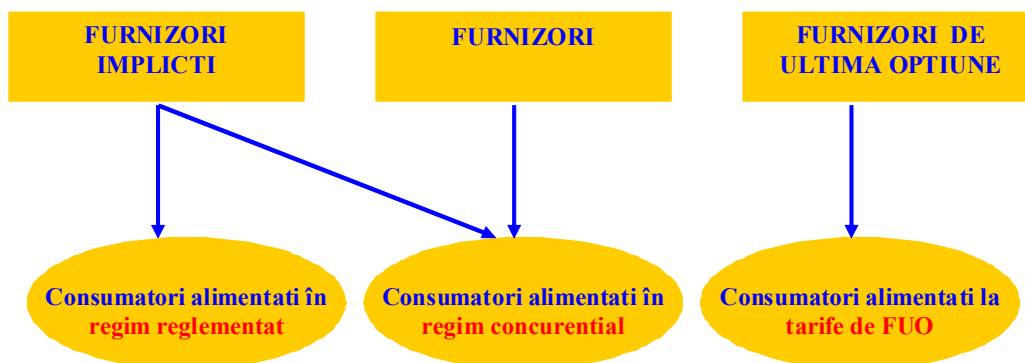 FURNIZORI
IMPLICTI
FURNIZORI
FURNIZORI DE
ULTIMA OPTIUNE
Consumatori alimentati în
regim reglementat
Consumatori alimentati în
regim concurential
Consumatori alimentati la
tarife de FUO